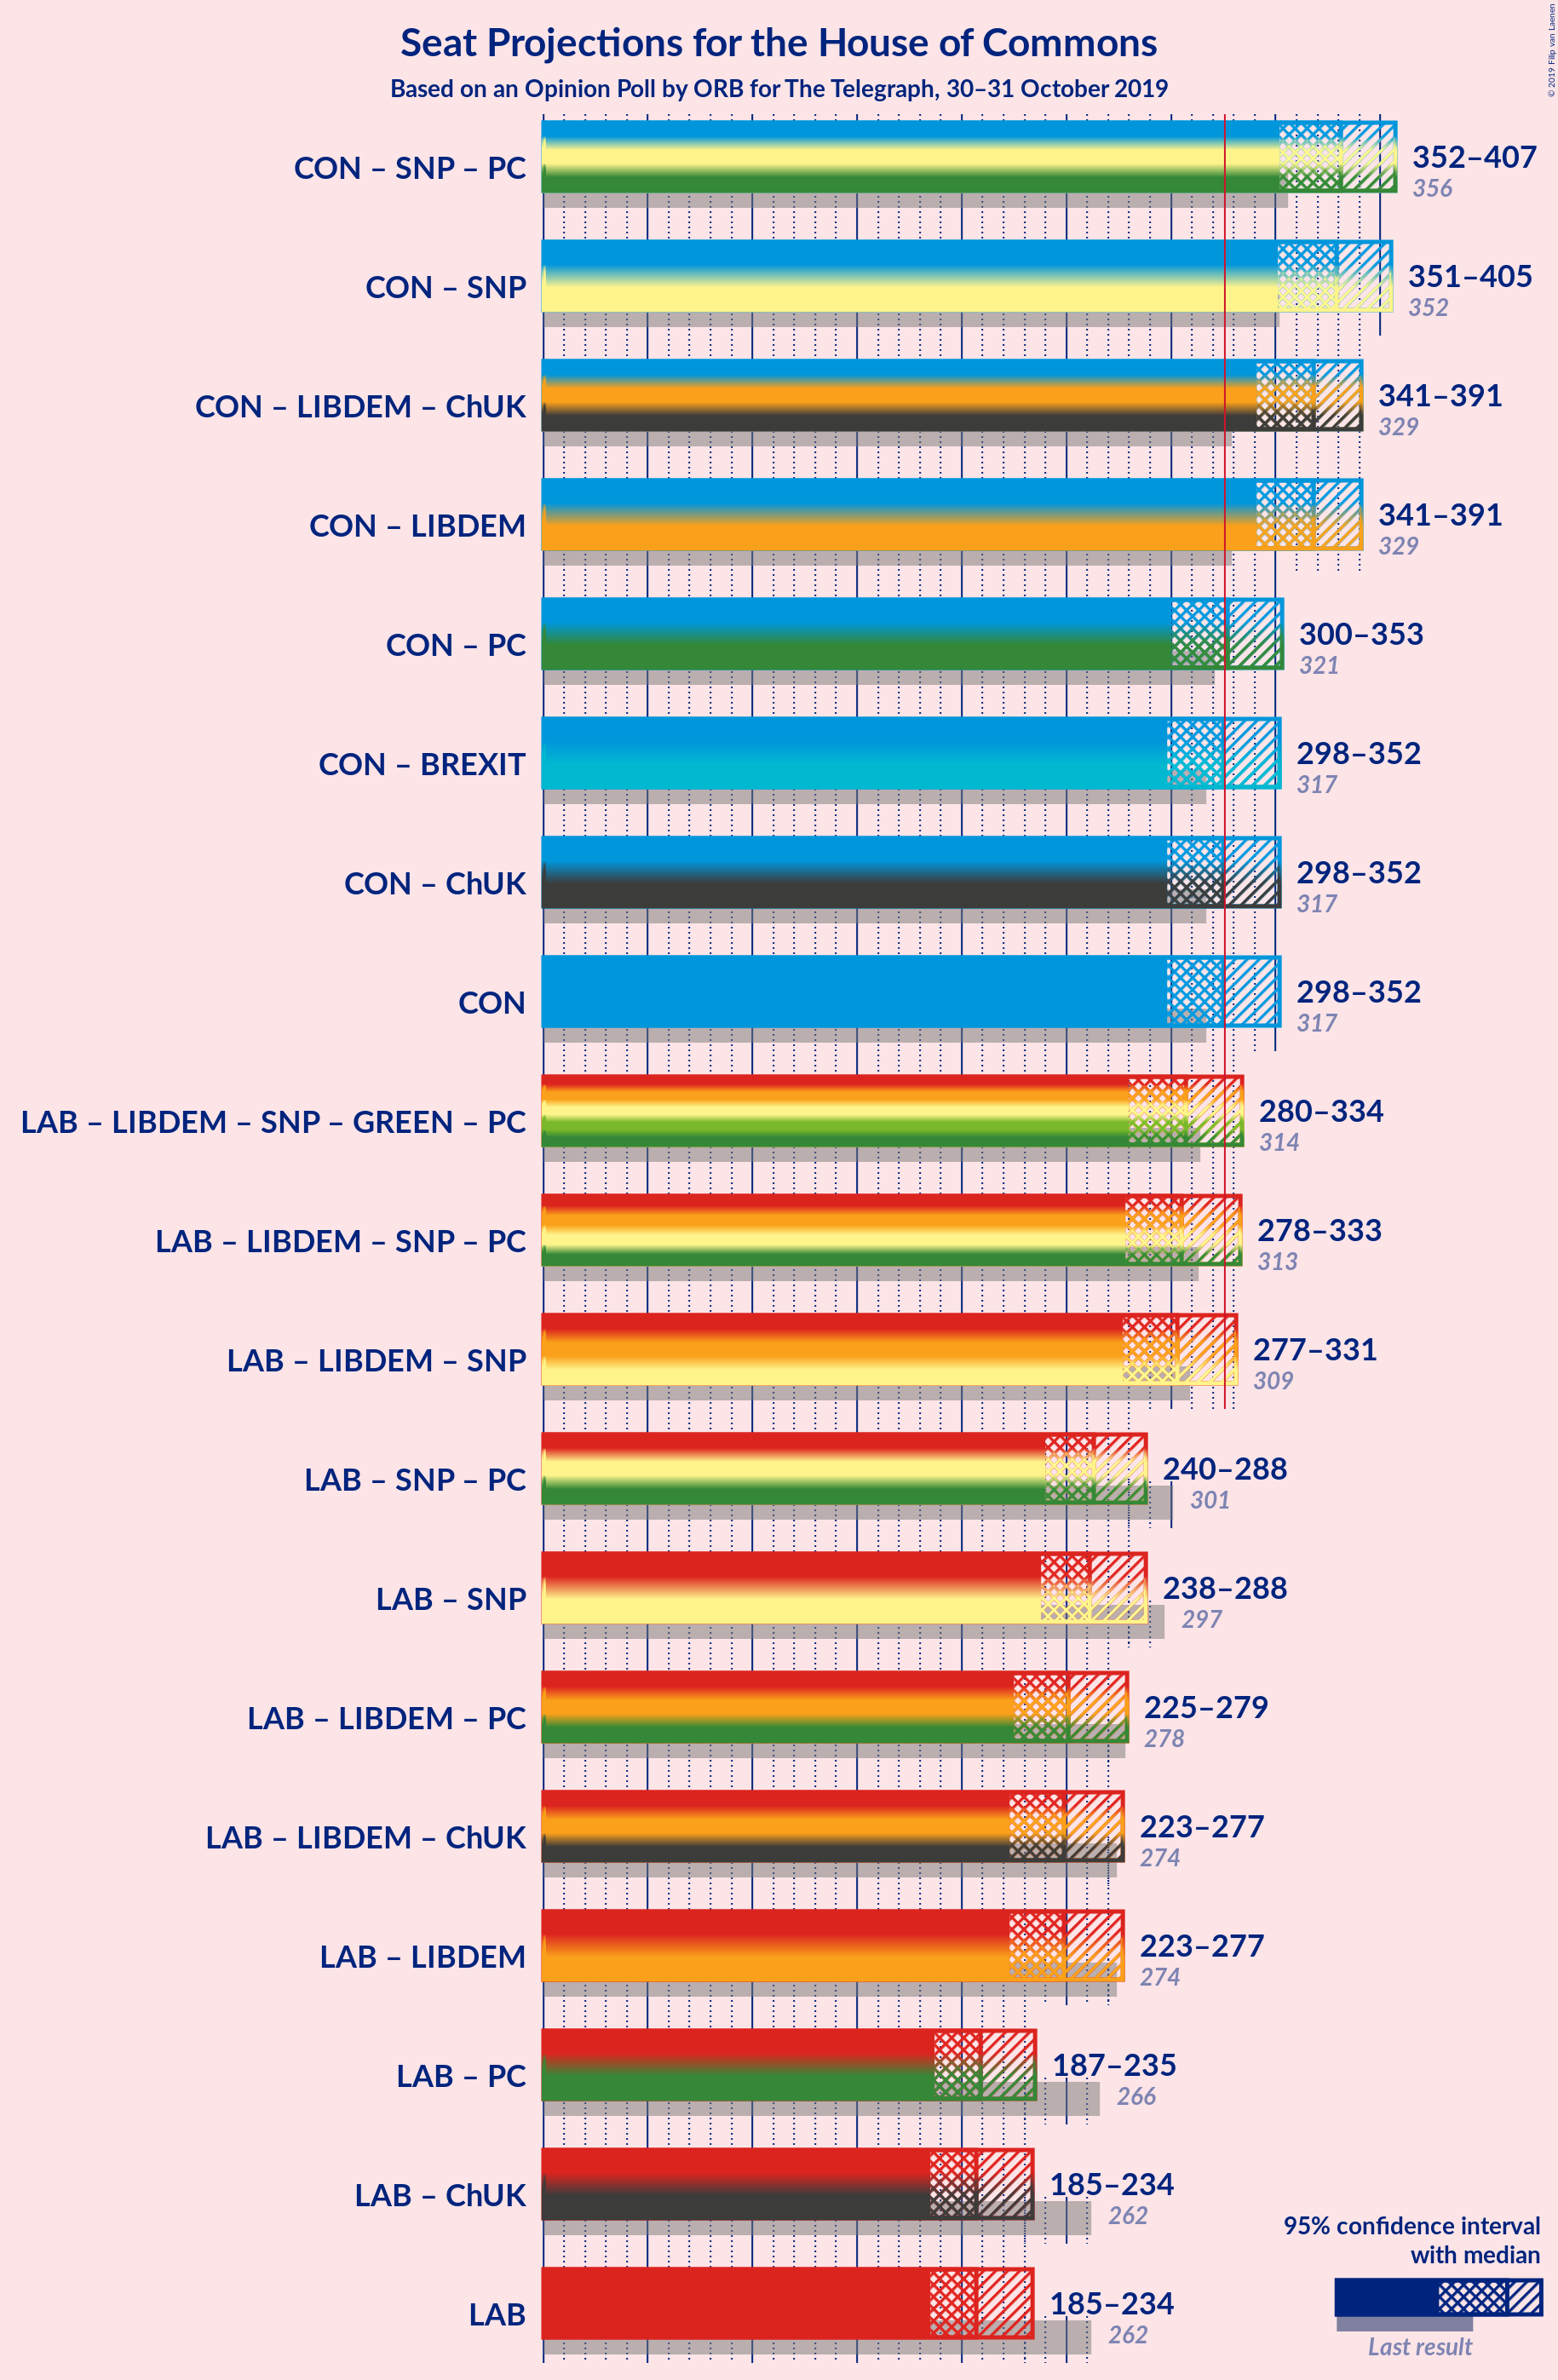 Seat Projections for the House of Commons
Based on an Opinion Poll by ORB for The Telegraph, 30–31 October 2019
© 2019 Filip van Laenen
CON – SNP – PC
352–407
356
CON – SNP
351–405
352
CON – LIBDEM – ChUK
341–391
329
CON – LIBDEM
341–391
329
CON – PC
300–353
321
CON – BREXIT
298–352
317
CON – ChUK
298–352
317
CON
298–352
317
LAB – LIBDEM – SNP – GREEN – PC
280–334
314
LAB – LIBDEM – SNP – PC
278–333
313
LAB – LIBDEM – SNP
277–331
309
LAB – SNP – PC
240–288
301
LAB – SNP
238–288
297
LAB – LIBDEM – PC
225–279
278
LAB – LIBDEM – ChUK
223–277
274
LAB – LIBDEM
223–277
274
LAB – PC
187–235
266
LAB – ChUK
185–234
262
LAB
185–234
262
95% confidence interval
with median
Last result